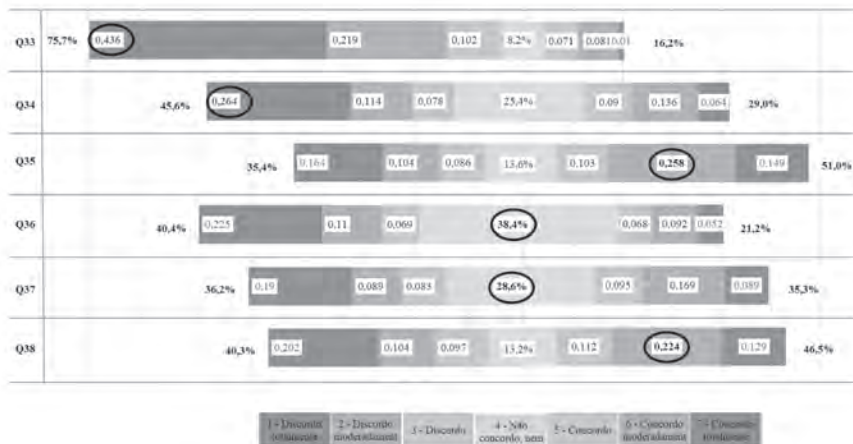 Q33 75,7% 0,436 0,219 0,102 8,2% 0.071 0.081 0.01 16,2%
Q34 45,6% 0,264 0,114 0,078 25,4% 0.09 0,136 0,064 29,0%
Q35 35,4% 0,164 0,104 0,086 13,6% 0,103 0,258 0,149 51,0%
Q36 40,4% 0,225 0,11 0,069 38,4% 0,068 0,092 0,052 21,2%
Q37 36,2% 0,19 0,089 0,083 28,6% 0,095 0,169 0,089 35,3%
Q38 40,3% 0,202 0,104 0,097 13,2% 0,112 0,224 0,129 46,5%
1 - Discordo 2 - Discordo 3 - Discordo 4 - Não 5 - Concordo 6 - Concordo 7 - Concordo
totalmente moderadament concordo, nem moderadament totalmente